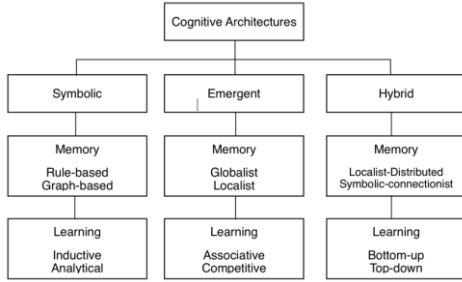 Cognitive Architectures
Symbolic
Emergent
Hybrid
Memory
Rule-based
Graph-based
Memory
Globalist
Localist
Memory
Localist-Distributed
Symbolic-connectionist
Learning
Inductive
Analytical
Learning
Associative
Competitive
Learning
Bottom-up
Top-down